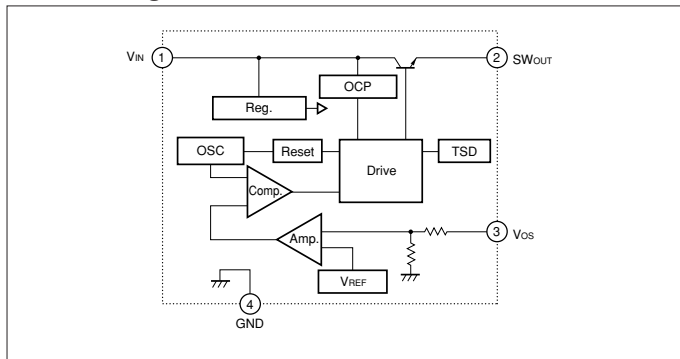 VIN 1
2 SWOUT
OCP
Reg.
OSC
Reset
Drive
TSD
Comp.
Amp.
3 VOS
VREF
4
GND